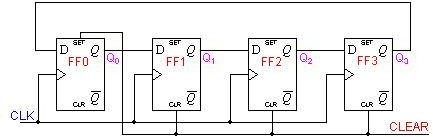 SET SET SET SET
D Q Q0 D Q Q1 D Q Q2 D Q Q3
FF0 FF1 FF2 FF3
Q Q Q Q
CLK CLR CLR CLR CLR
CLEAR